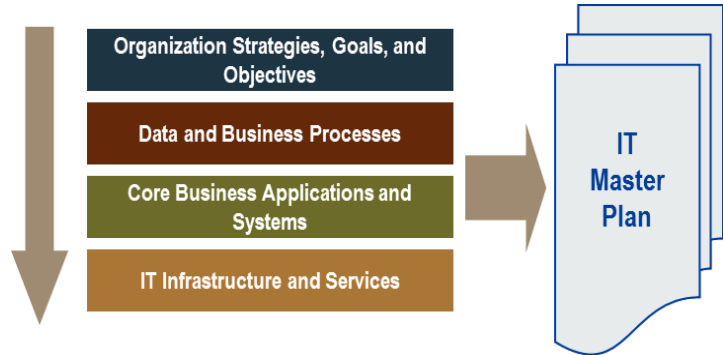 Organization Strategies, Goals, and
Objectives
Data and Business Processes
Core Business Applications and
Systems
IT Infrastructure and Services
IT
Master
Plan